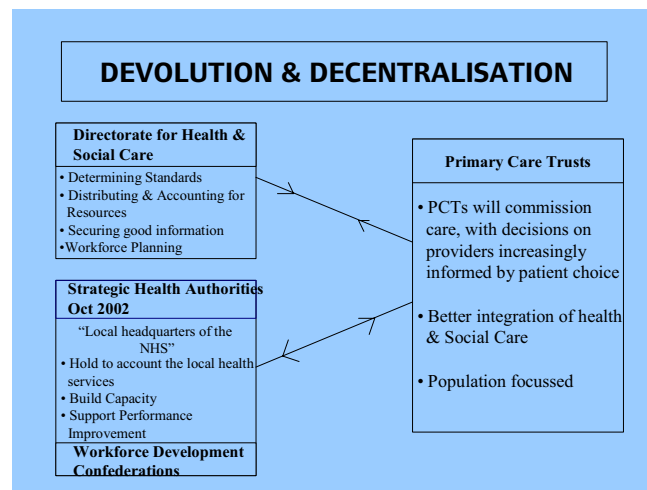 DEVOLUTION & DECENTRALISATION
Directorate for Health &
Social Care
• Determining Standards
• Distributing & Accounting for
Resources
• Securing good information
•Workforce Planning
Strategic Health Authorities
Oct 2002
“Local headquarters of the
NHS”
• Hold to account the local health
services
• Build Capacity
• Support Performance
Improvement
Workforce Development
Confederations
Primary Care Trusts
• PCTs will commission
care, with decisions on
providers increasingly
informed by patient choice
• Better integration of health
& Social Care
• Population focussed